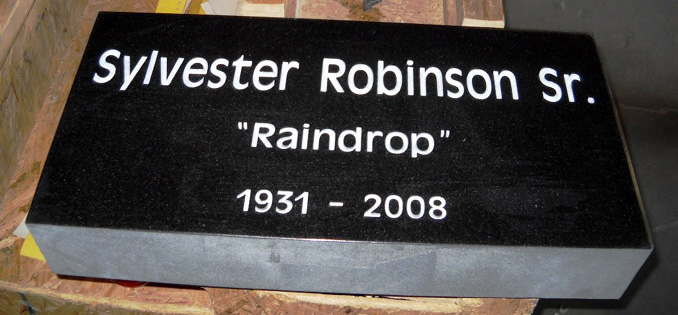 Sylvester Robinson Sr.
"Raindrop"
1931 - 2008